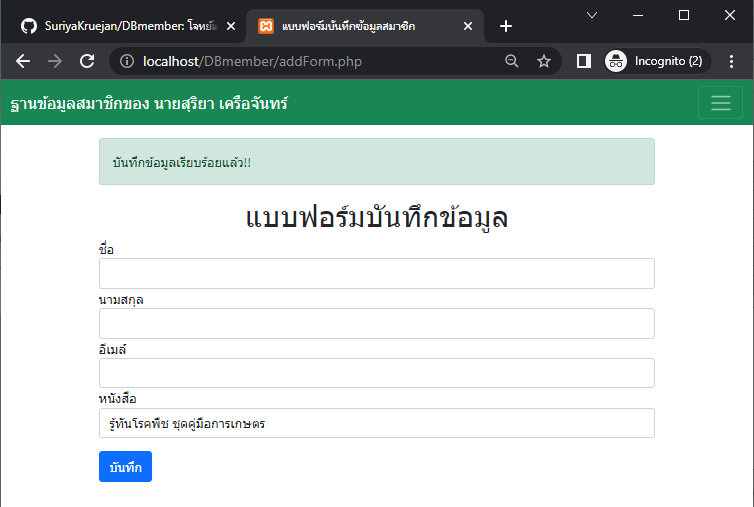 SuriyaKruejan/DBmember: โจทย์แ
แบบฟอร์มบันทึกข้อมูลสมาชิก
localhost/DBmember/addForm.php
Incognito (2)
ฐานข้อมูลสมาชิกของ นายสุริยา เครือจันทร์
บันทึกข้อมูลเรียบร้อยแล้ว!!
แบบฟอร์มบันทึกข้อมูล
ชื่อ
นามสกุล
อีเมล์
หนังสือ
รู้ทันโรคพืช ชุดคู่มือการเกษตร
บันทึก